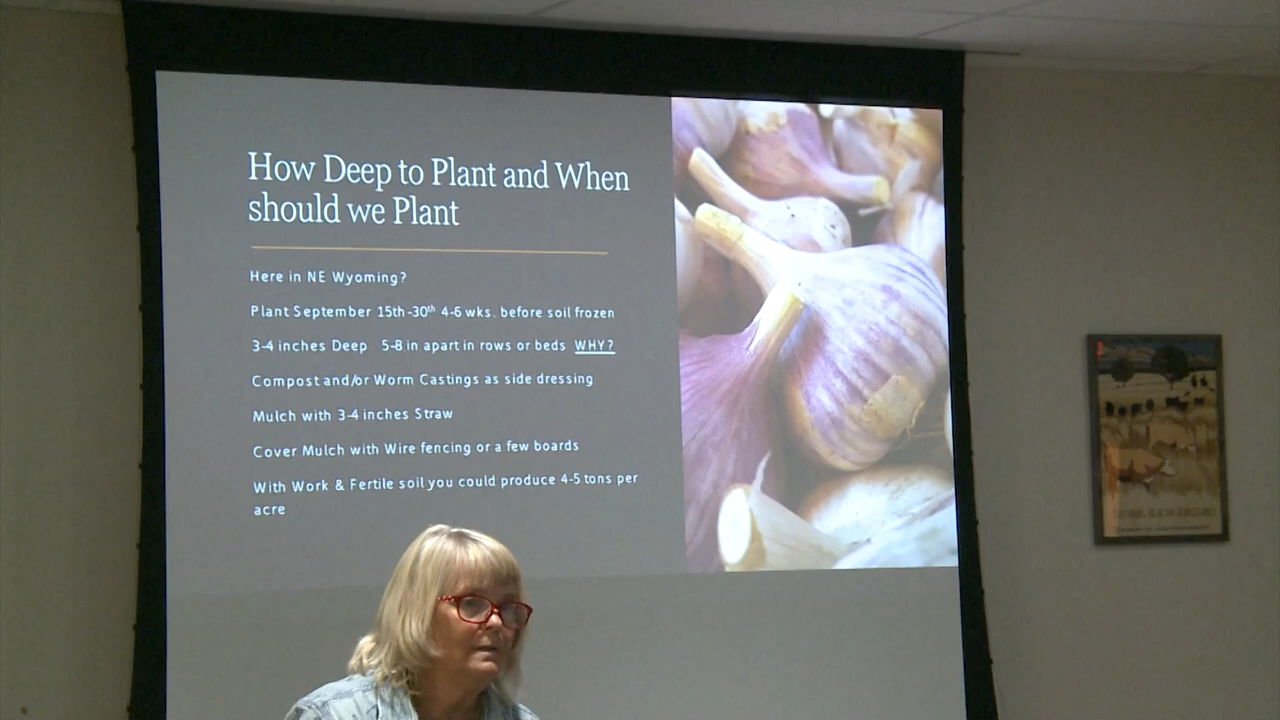 How Deep to Plant and When
should we Plant
Here in NE Wyoming?
Plant September 15th-30th 4-6 wks. before soil frozen
3-4 inches Deep 5-8 in apart in rows or beds WHY?
Compost and/or Worm Castings as side dressing
Mulch with 3-4 inches Straw
Cover Mulch with Wire fencing or a few boards
With Work & Fertile soil you could produce 4-5 tons per
acre